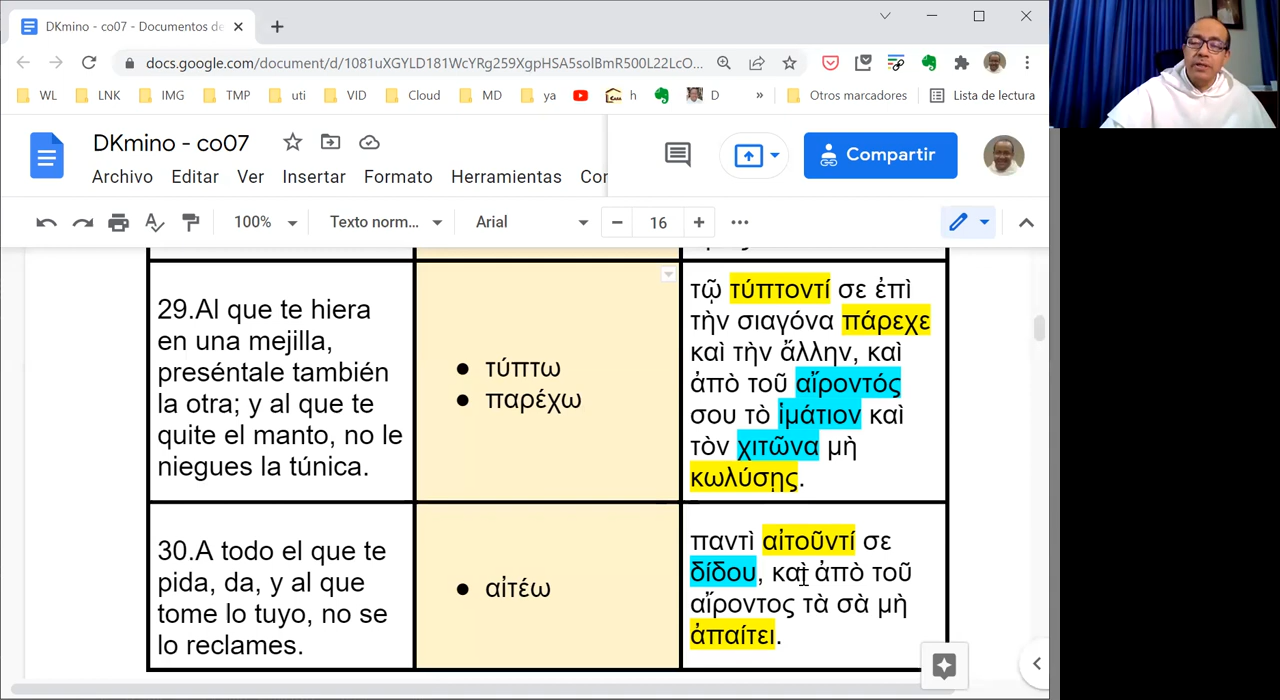 DKmino - co07 - Documentos de
docs.google.com/document/d/1081uXGYLD181WcYRg259XgpHSA5solBmR500L22LcO...
WL LNK IMG TMP uti VID Cloud MD ya h D » Otros marcadores Lista de lectura
DKmino - co07
Compartir
Archivo Editar Ver Insertar Formato Herramientas Cor
100% Texto norm... Arial 16
29.Al que te hiera
en una mejilla,
preséntale también
la otra; y al que te
quite el manto, no le
niegues la túnica.
● τύπτω
● παρέχω
τῷ τύπτοντί σε ἐπὶ
τὴν σιαγόνα πάρεχε
καὶ τὴν ἄλλην, καὶ
ἀπὸ τοῦ αἴροντός
σου τὸ ἱμάτιον καὶ
τὸν χιτῶνα μὴ
κωλύσῃς.
30.A todo el que te
pida, da, y al que
tome lo tuyo, no se
lo reclames.
● αἰτέω
παντὶ αἰτοῦντί σε
δίδου, καὶ ἀπὸ τοῦ
αἴροντος τὰ σὰ μὴ
ἀπαίτει.